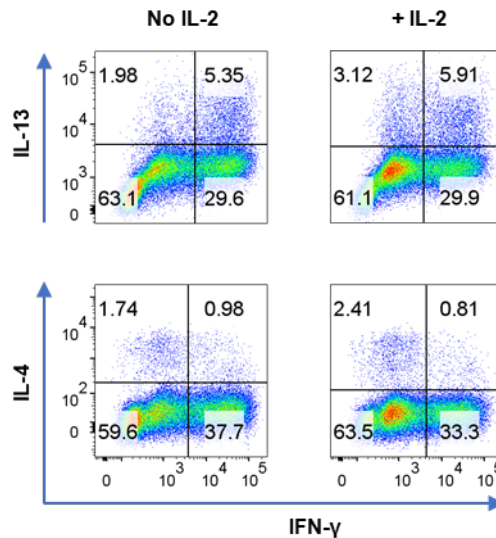 No IL-2 + IL-2
IL-13
10^5
10^4
10^3
0
1.98 5.35
63.1 29.6
3.12 5.91
61.1 29.9
IL-4
10^4
10^2
0
1.74 0.98
59.6 37.7
2.41 0.81
63.5 33.3
0 10^3 10^4 10^5
0 10^3 10^4 10^5
IFN-γ